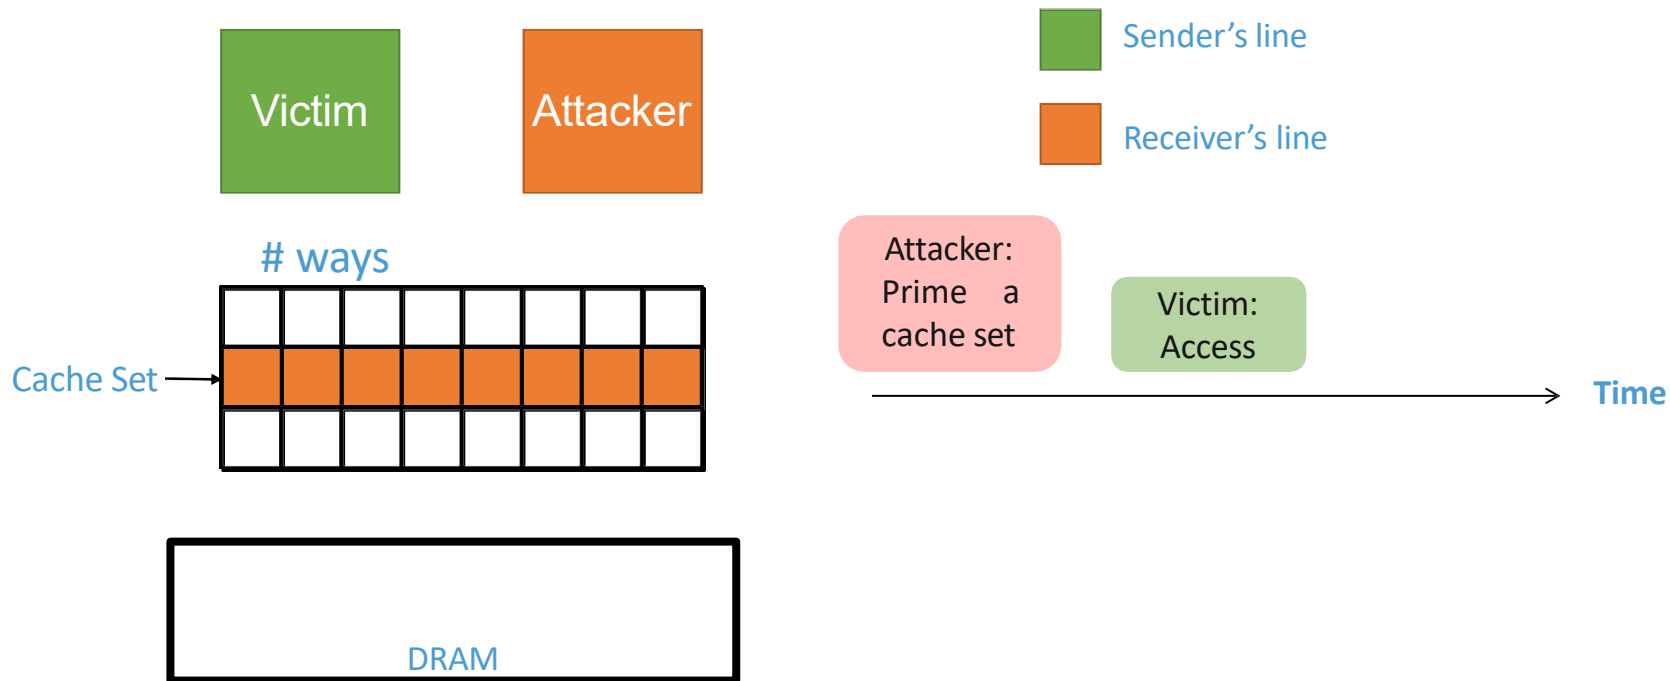 Victim
Attacker
Sender’s line
Receiver’s line
# ways
Cache Set
DRAM
Attacker:
Prime a
cache set
Victim:
Access
Time